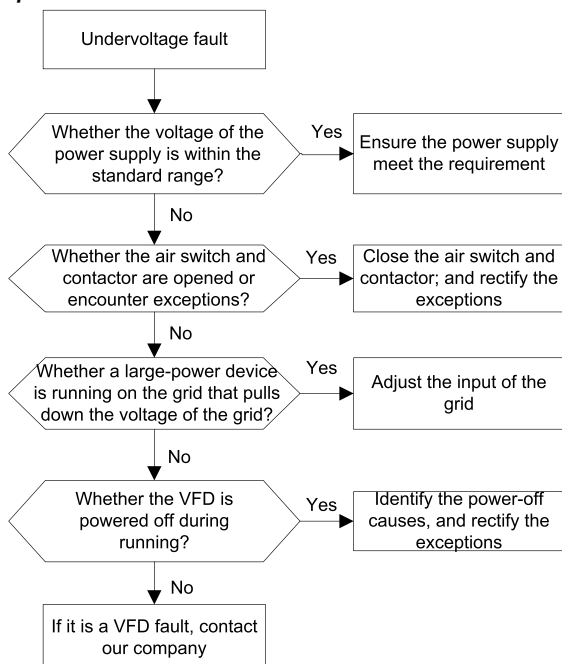 Undervoltage fault
Whether the voltage of the
power supply is within the
standard range?
Yes
Ensure the power supply
meet the requirement
No
Whether the air switch and
contactor are opened or
encounter exceptions?
Yes
Close the air switch and
contactor; and rectify the
exceptions
No
Whether a large-power device
is running on the grid that pulls
down the voltage of the grid?
Yes
Adjust the input of the
grid
No
Whether the VFD is
powered off during
running?
Yes
Identify the power-off
causes, and rectify the
exceptions
No
If it is a VFD fault, contact
our company